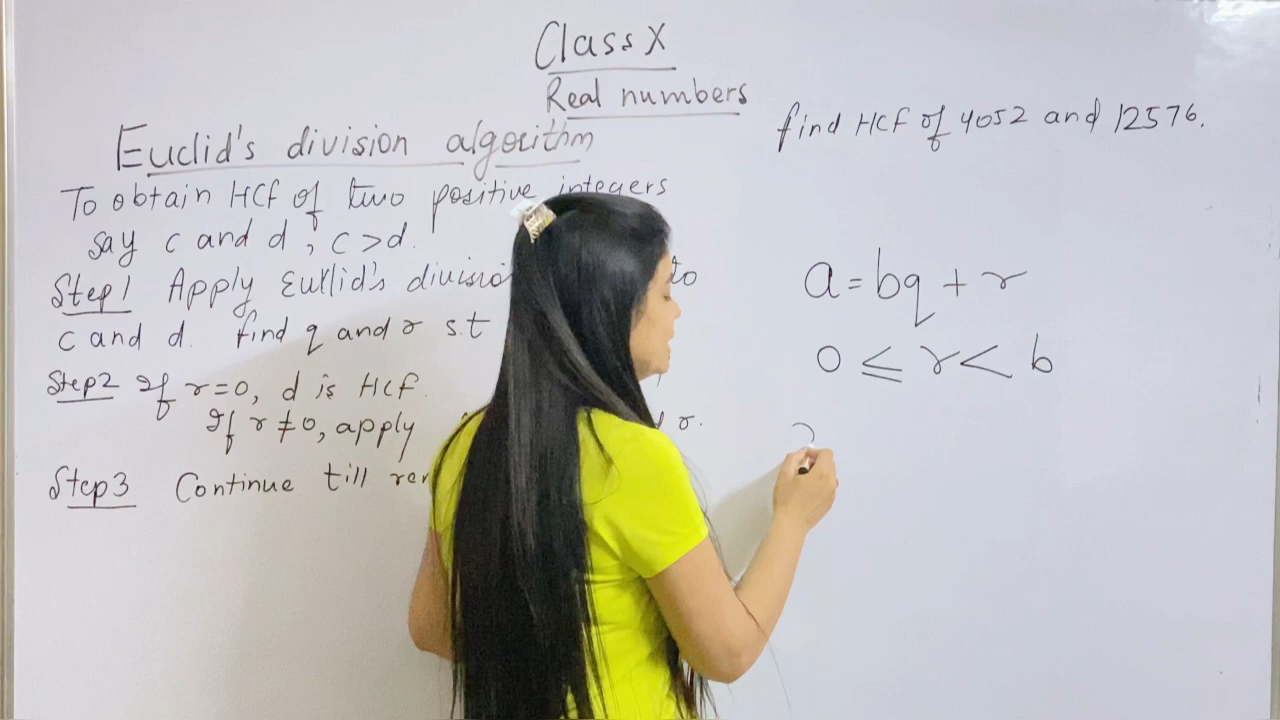 Class X
Real numbers
Euclid's division algorithm
To obtain HCF of two positive integers
say c and d, c > d.
Step1 Apply Euclid's to
c and d. find q and r s.t
Step2 If r = 0, d is HCF.
If r ≠ 0, apply r.
Step3 Continue till
find HCF of 4052 and 12576.
a = bq + r
0 ≤ r < b